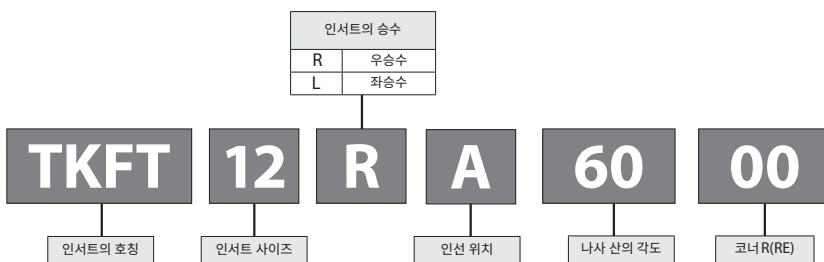 인서트의 승수
R 우승수
L 좌승수
TKFT 12 R A 60 00
인서트의 호칭 인서트 사이즈 인선 위치 나사 산의 각도 코너 R(RE)